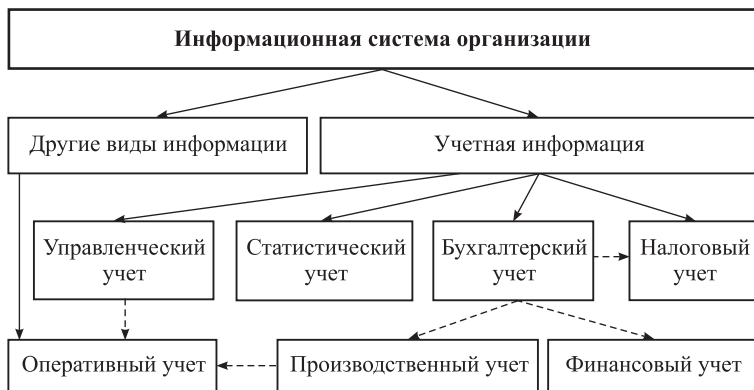 Информационная система организации
Другие виды информации
Учетная информация
Управленческий
учет
Статистический
учет
Бухгалтерский
учет
Налоговый
учет
Оперативный учет
Производственный учет
Финансовый учет